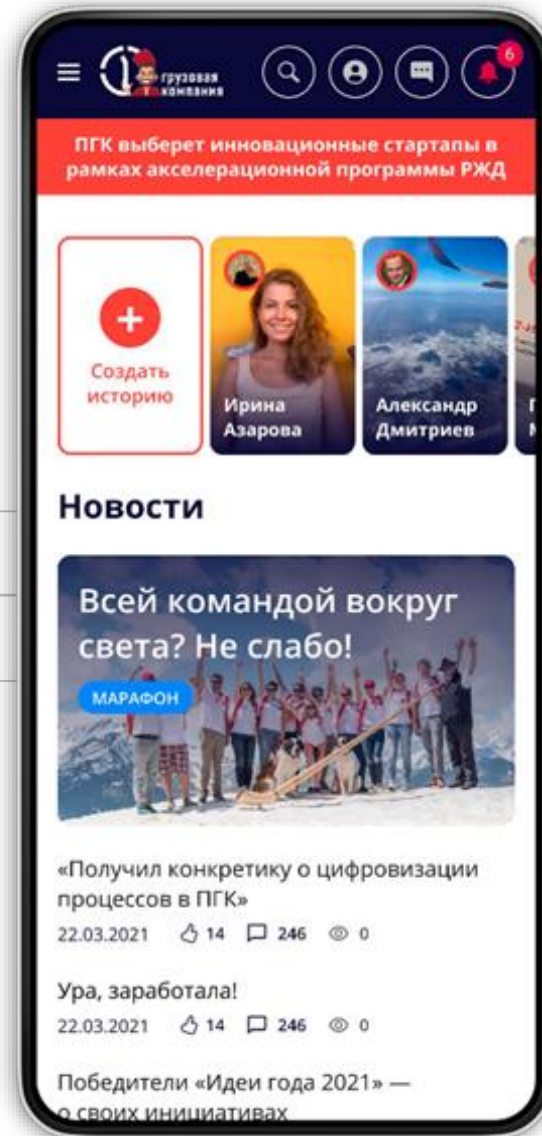 грузовая
компания
6
ПГК выберет инновационные стартапы в
рамках акселерационной программы РЖД
Создать
историю
Ирина
Азарова
Александр
Дмитриев
Новости
Всей командой вокруг
света? Не слабо!
МАРАФОН
«Получил конкретику о цифровизации
процессов в ПГК»
22.03.2021 14 246 0
Ура, заработала!
22.03.2021 14 246 0
Победители «Идеи года 2021» —
о своих инициативах